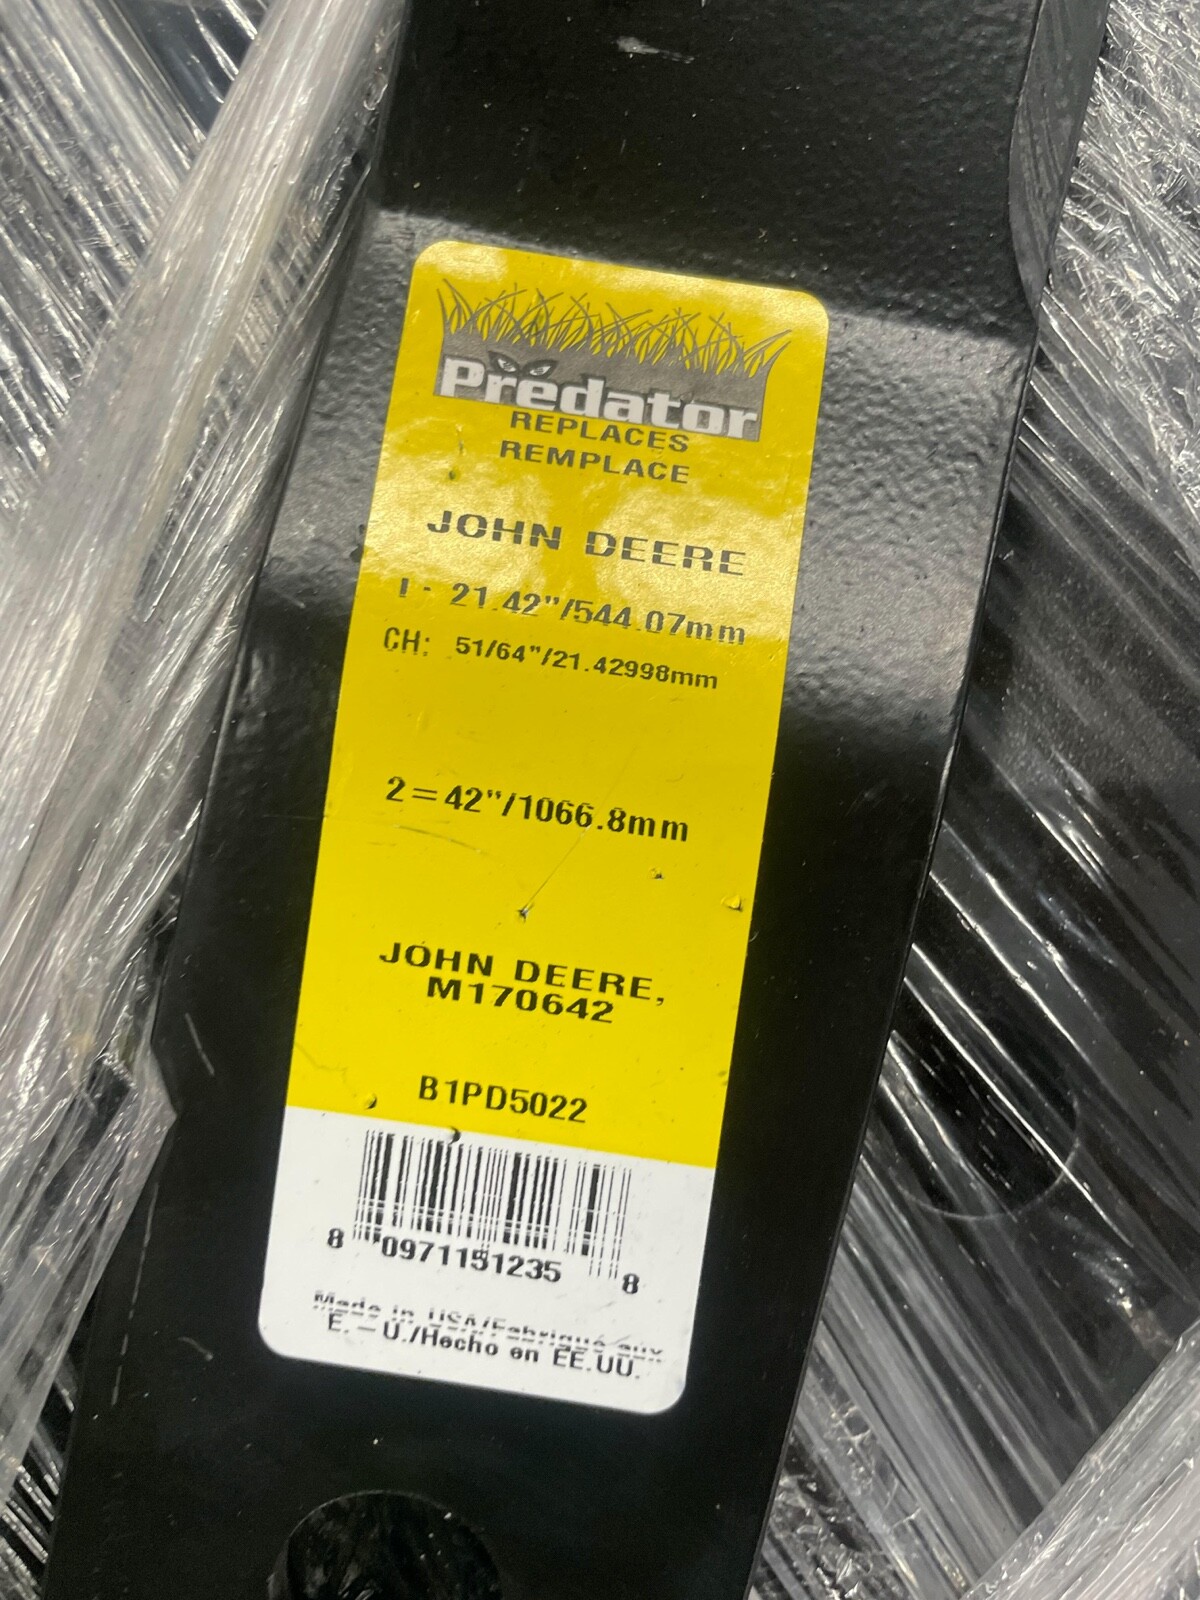 Predator
REPLACES
REMPLACE
JOHN DEERE
21.42"/544.07mm
CH: 51/64"/21.42998mm
2=42"/1066.8mm
JOHN DEERE,
M170642
B1PD5022
8 0971151235 8
Made in USA/Fabriqué aux
E. – U./Hecho en EE.UU.